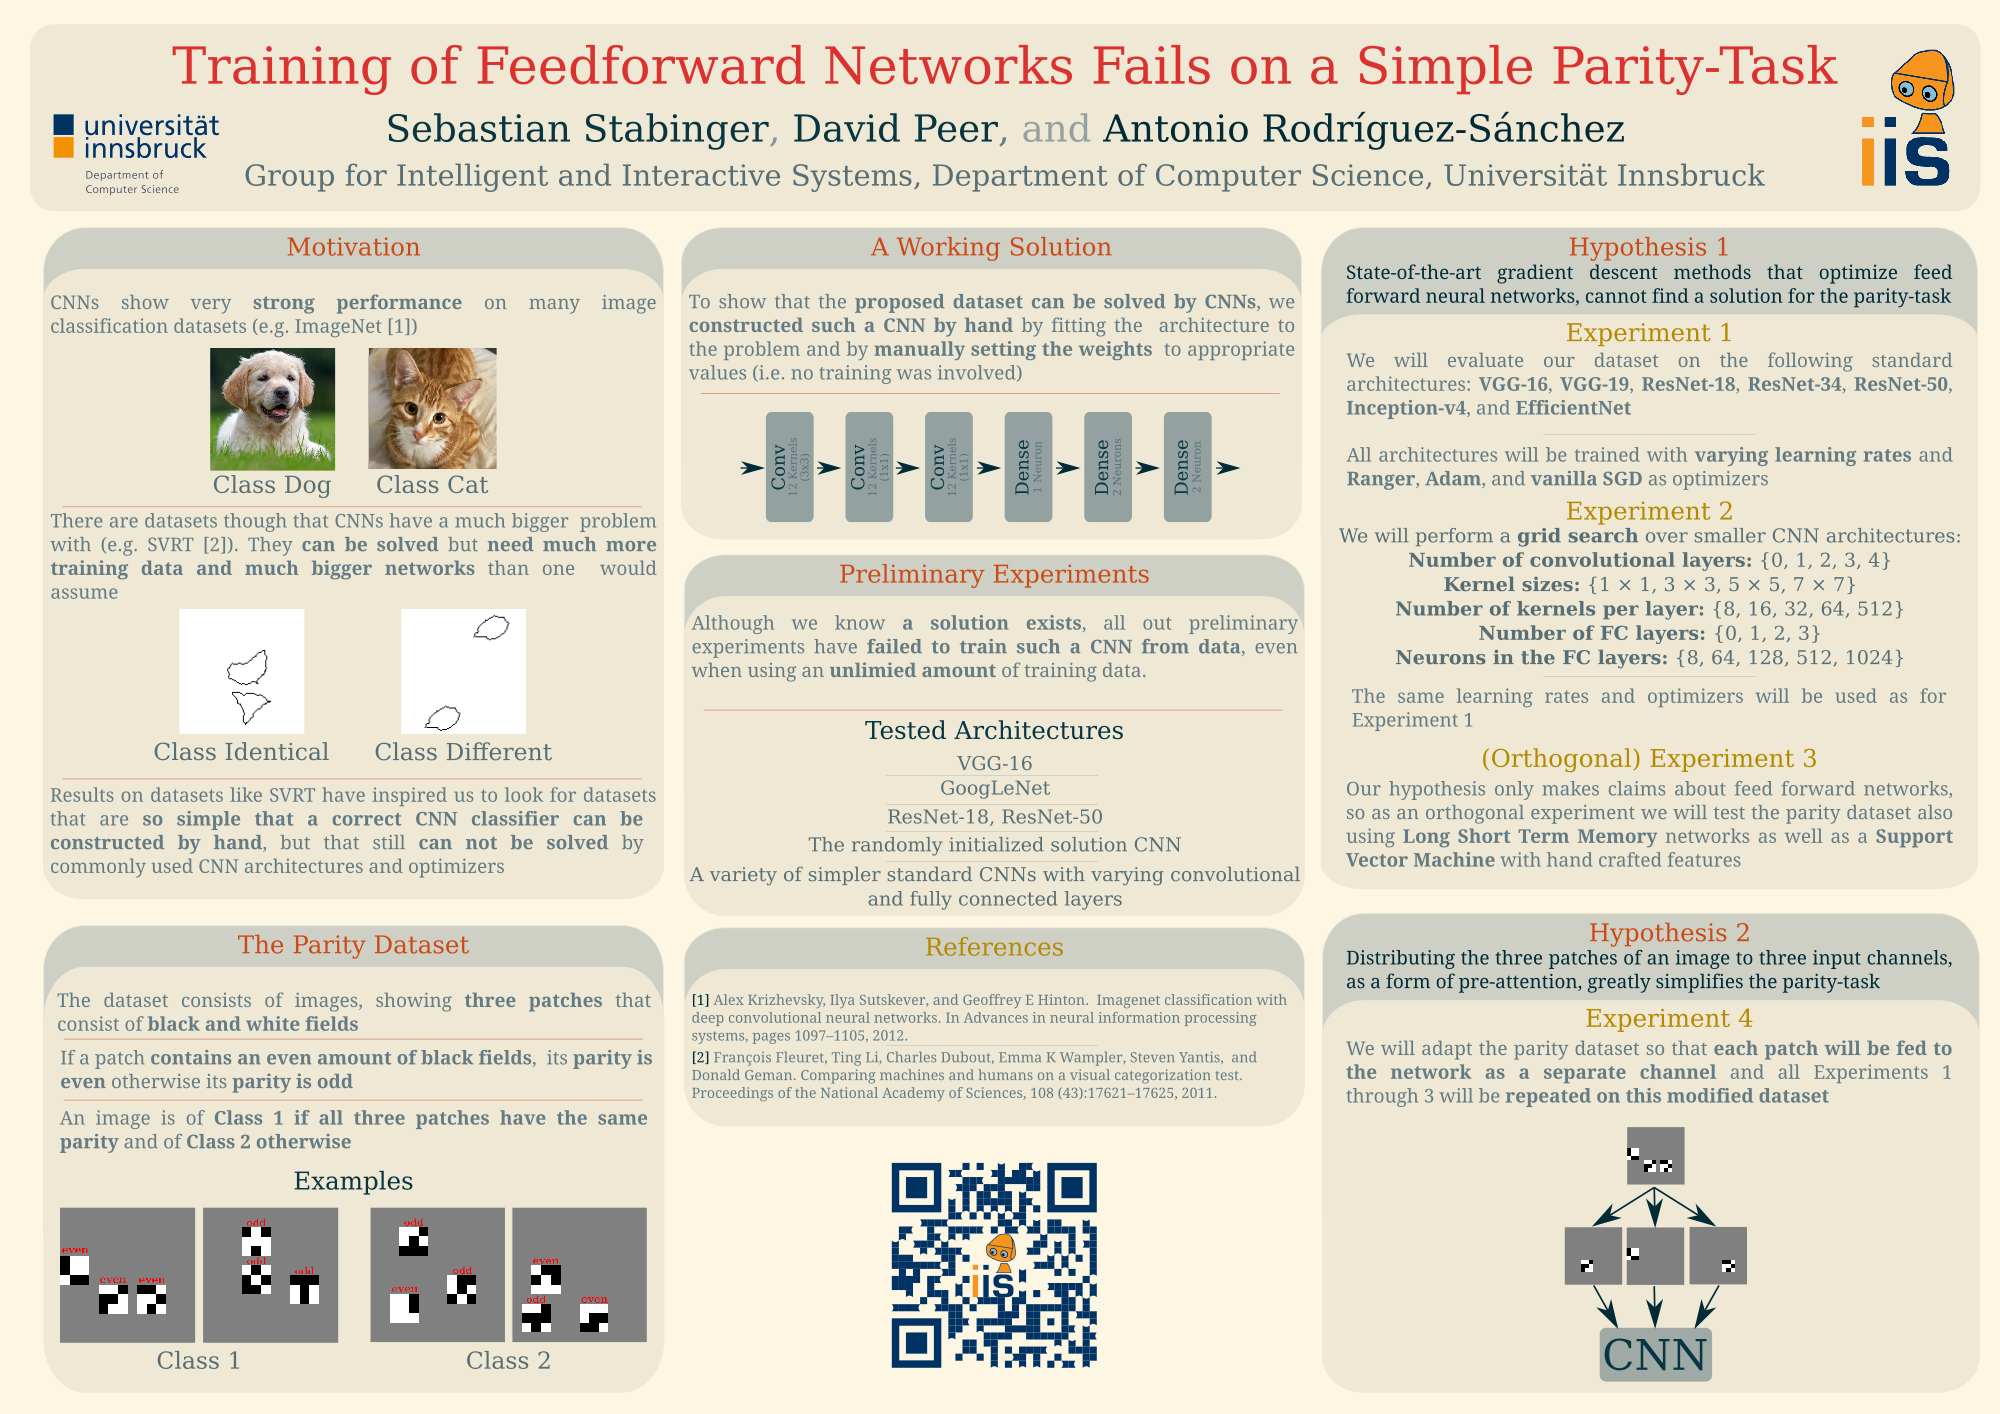 Training of Feedforward Networks Fails on a Simple Parity-Task
universität
innsbruck
Department of
Computer Science
Sebastian Stabinger, David Peer, and Antonio Rodríguez-Sánchez
Group for Intelligent and Interactive Systems, Department of Computer Science, Universität Innsbruck
iis
Motivation
CNNs show very strong performance on many image
classification datasets (e.g. ImageNet [1])
Class Dog
Class Cat
There are datasets though that CNNs have a much bigger problem
with (e.g. SVRT [2]). They can be solved but need much more
training data and much bigger networks than one would
assume
Class Identical
Class Different
Results on datasets like SVRT have inspired us to look for datasets
that are so simple that a correct CNN classifier can be
constructed by hand, but that still can not be solved by
commonly used CNN architectures and optimizers
The Parity Dataset
The dataset consists of images, showing three patches that
consist of black and white fields
If a patch contains an even amount of black fields, its parity is
even otherwise its parity is odd
An image is of Class 1 if all three patches have the same
parity and of Class 2 otherwise
Examples
even
even
even
odd
odd
odd
odd
odd
even
even
odd
even
Class 1
Class 2
A Working Solution
To show that the proposed dataset can be solved by CNNs, we
constructed such a CNN by hand by fitting the architecture to
the problem and by manually setting the weights to appropriate
values (i.e. no training was involved)
Conv
12 Kernels
(3x3)
Conv
12 Kernels
(1x1)
Conv
12 Kernels
(1x1)
Dense
1 Neuron
Dense
2 Neurons
Dense
2 Neuron
Preliminary Experiments
Although we know a solution exists, all out preliminary
experiments have failed to train such a CNN from data, even
when using an unlimied amount of training data.
Tested Architectures
VGG-16
GoogLeNet
ResNet-18, ResNet-50
The randomly initialized solution CNN
A variety of simpler standard CNNs with varying convolutional
and fully connected layers
References
[1] Alex Krizhevsky, Ilya Sutskever, and Geoffrey E Hinton. Imagenet classification with
deep convolutional neural networks. In Advances in neural information processing
systems, pages 1097–1105, 2012.
[2] François Fleuret, Ting Li, Charles Dubout, Emma K Wampler, Steven Yantis, and
Donald Geman. Comparing machines and humans on a visual categorization test.
Proceedings of the National Academy of Sciences, 108 (43):17621–17625, 2011.
iis
Hypothesis 1
State-of-the-art gradient descent methods that optimize feed
forward neural networks, cannot find a solution for the parity-task
Experiment 1
We will evaluate our dataset on the following standard
architectures: VGG-16, VGG-19, ResNet-18, ResNet-34, ResNet-50,
Inception-v4, and EfficientNet
All architectures will be trained with varying learning rates and
Ranger, Adam, and vanilla SGD as optimizers
Experiment 2
We will perform a grid search over smaller CNN architectures:
Number of convolutional layers: {0, 1, 2, 3, 4}
Kernel sizes: {1 × 1, 3 × 3, 5 × 5, 7 × 7}
Number of kernels per layer: {8, 16, 32, 64, 512}
Number of FC layers: {0, 1, 2, 3}
Neurons in the FC layers: {8, 64, 128, 512, 1024}
The same learning rates and optimizers will be used as for
Experiment 1
(Orthogonal) Experiment 3
Our hypothesis only makes claims about feed forward networks,
so as an orthogonal experiment we will test the parity dataset also
using Long Short Term Memory networks as well as a Support
Vector Machine with hand crafted features
Hypothesis 2
Distributing the three patches of an image to three input channels,
as a form of pre-attention, greatly simplifies the parity-task
Experiment 4
We will adapt the parity dataset so that each patch will be fed to
the network as a separate channel and all Experiments 1
through 3 will be repeated on this modified dataset
CNN